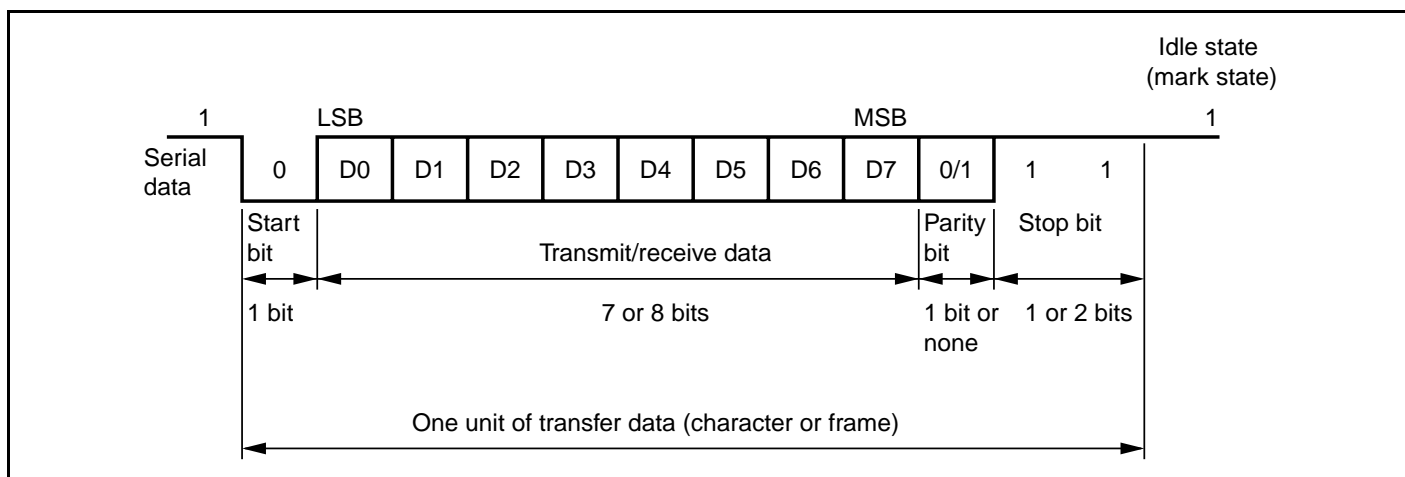 Idle state
(mark state)
1 LSB MSB 1
Serial
data
0 D0 D1 D2 D3 D4 D5 D6 D7 0/1 1 1
Start
bit
Transmit/receive data
Parity
bit
Stop bit
1 bit
7 or 8 bits
1 bit or
none
1 or 2 bits
One unit of transfer data (character or frame)